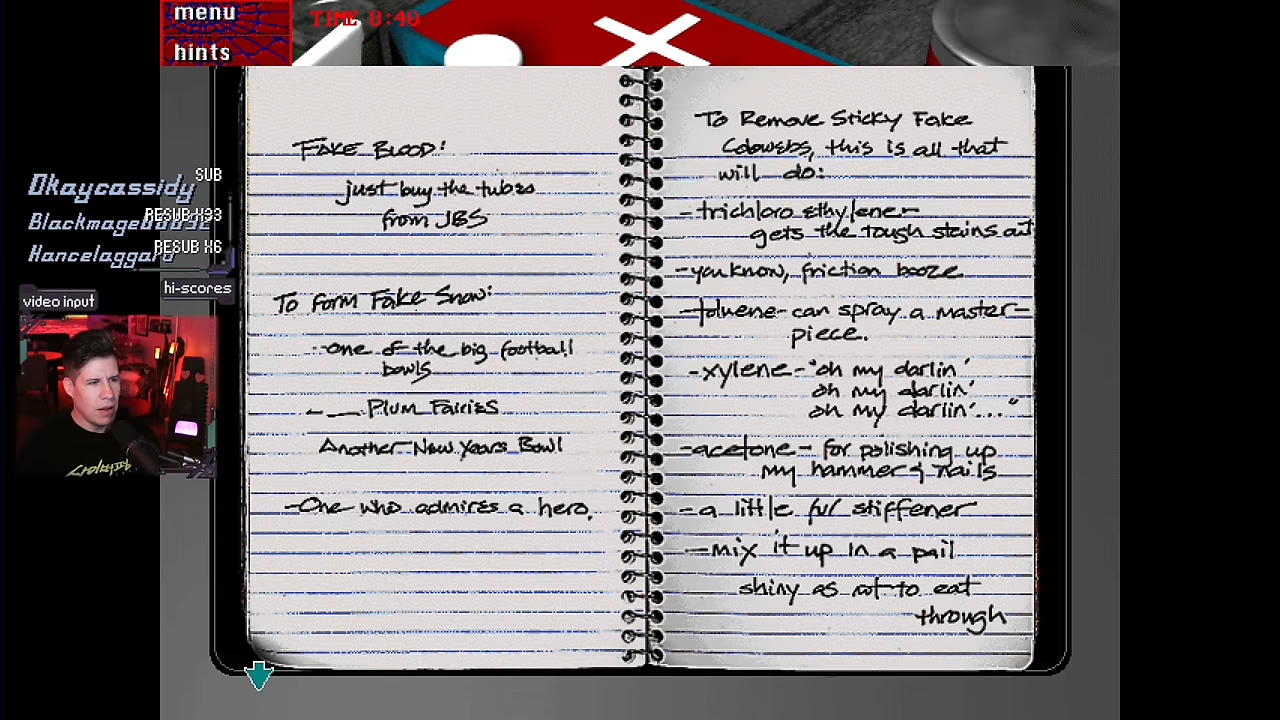 menu
hints
TIME 8:40
SUB
Okaycassidy
RESUB X93
RESUB X6
hi-scores
video input
FAKE BLOOD:
just buy the tubes
from JBS
To Form Fake Snow:
-one of the big football
bowls
-__Plum Fairies
Another New Years Bowl
-One who admires a hero.
To Remove Sticky Fake
Cobwebs, this is all that
will do:
-trichloroethylene-
gets the tough stains out
-you know, friction booze
-toluene-can spray a master-
piece.
-xylene-"oh my darlin'
oh my darlin'
oh my darlin'..."
-acetone-for polishing up
my hammer & nails
-a little fur stiffener
-mix it up in a pail
shiny as not to eat
through